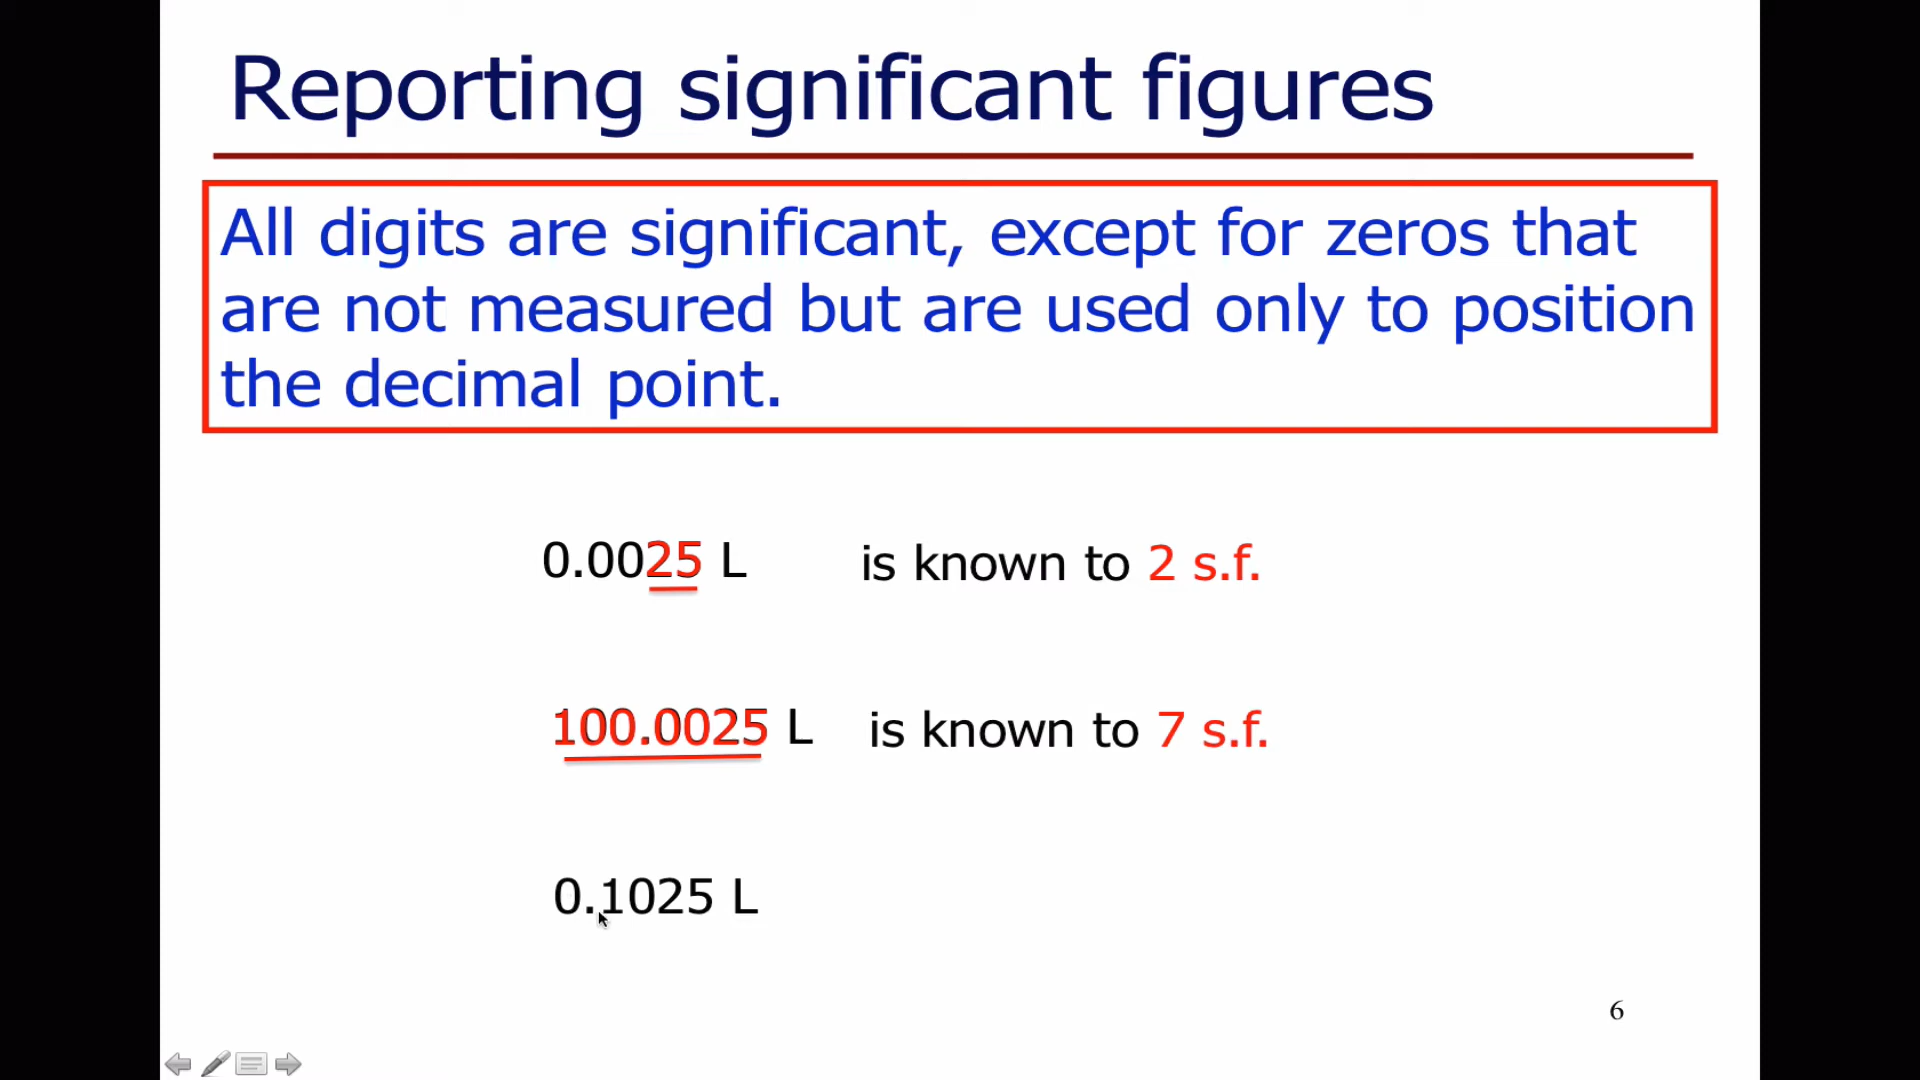 Reporting significant figures
All digits are significant, except for zeros that
are not measured but are used only to position
the decimal point.
0.0025 L is known to 2 s.f.
100.0025 L is known to 7 s.f.
0.1025 L
6